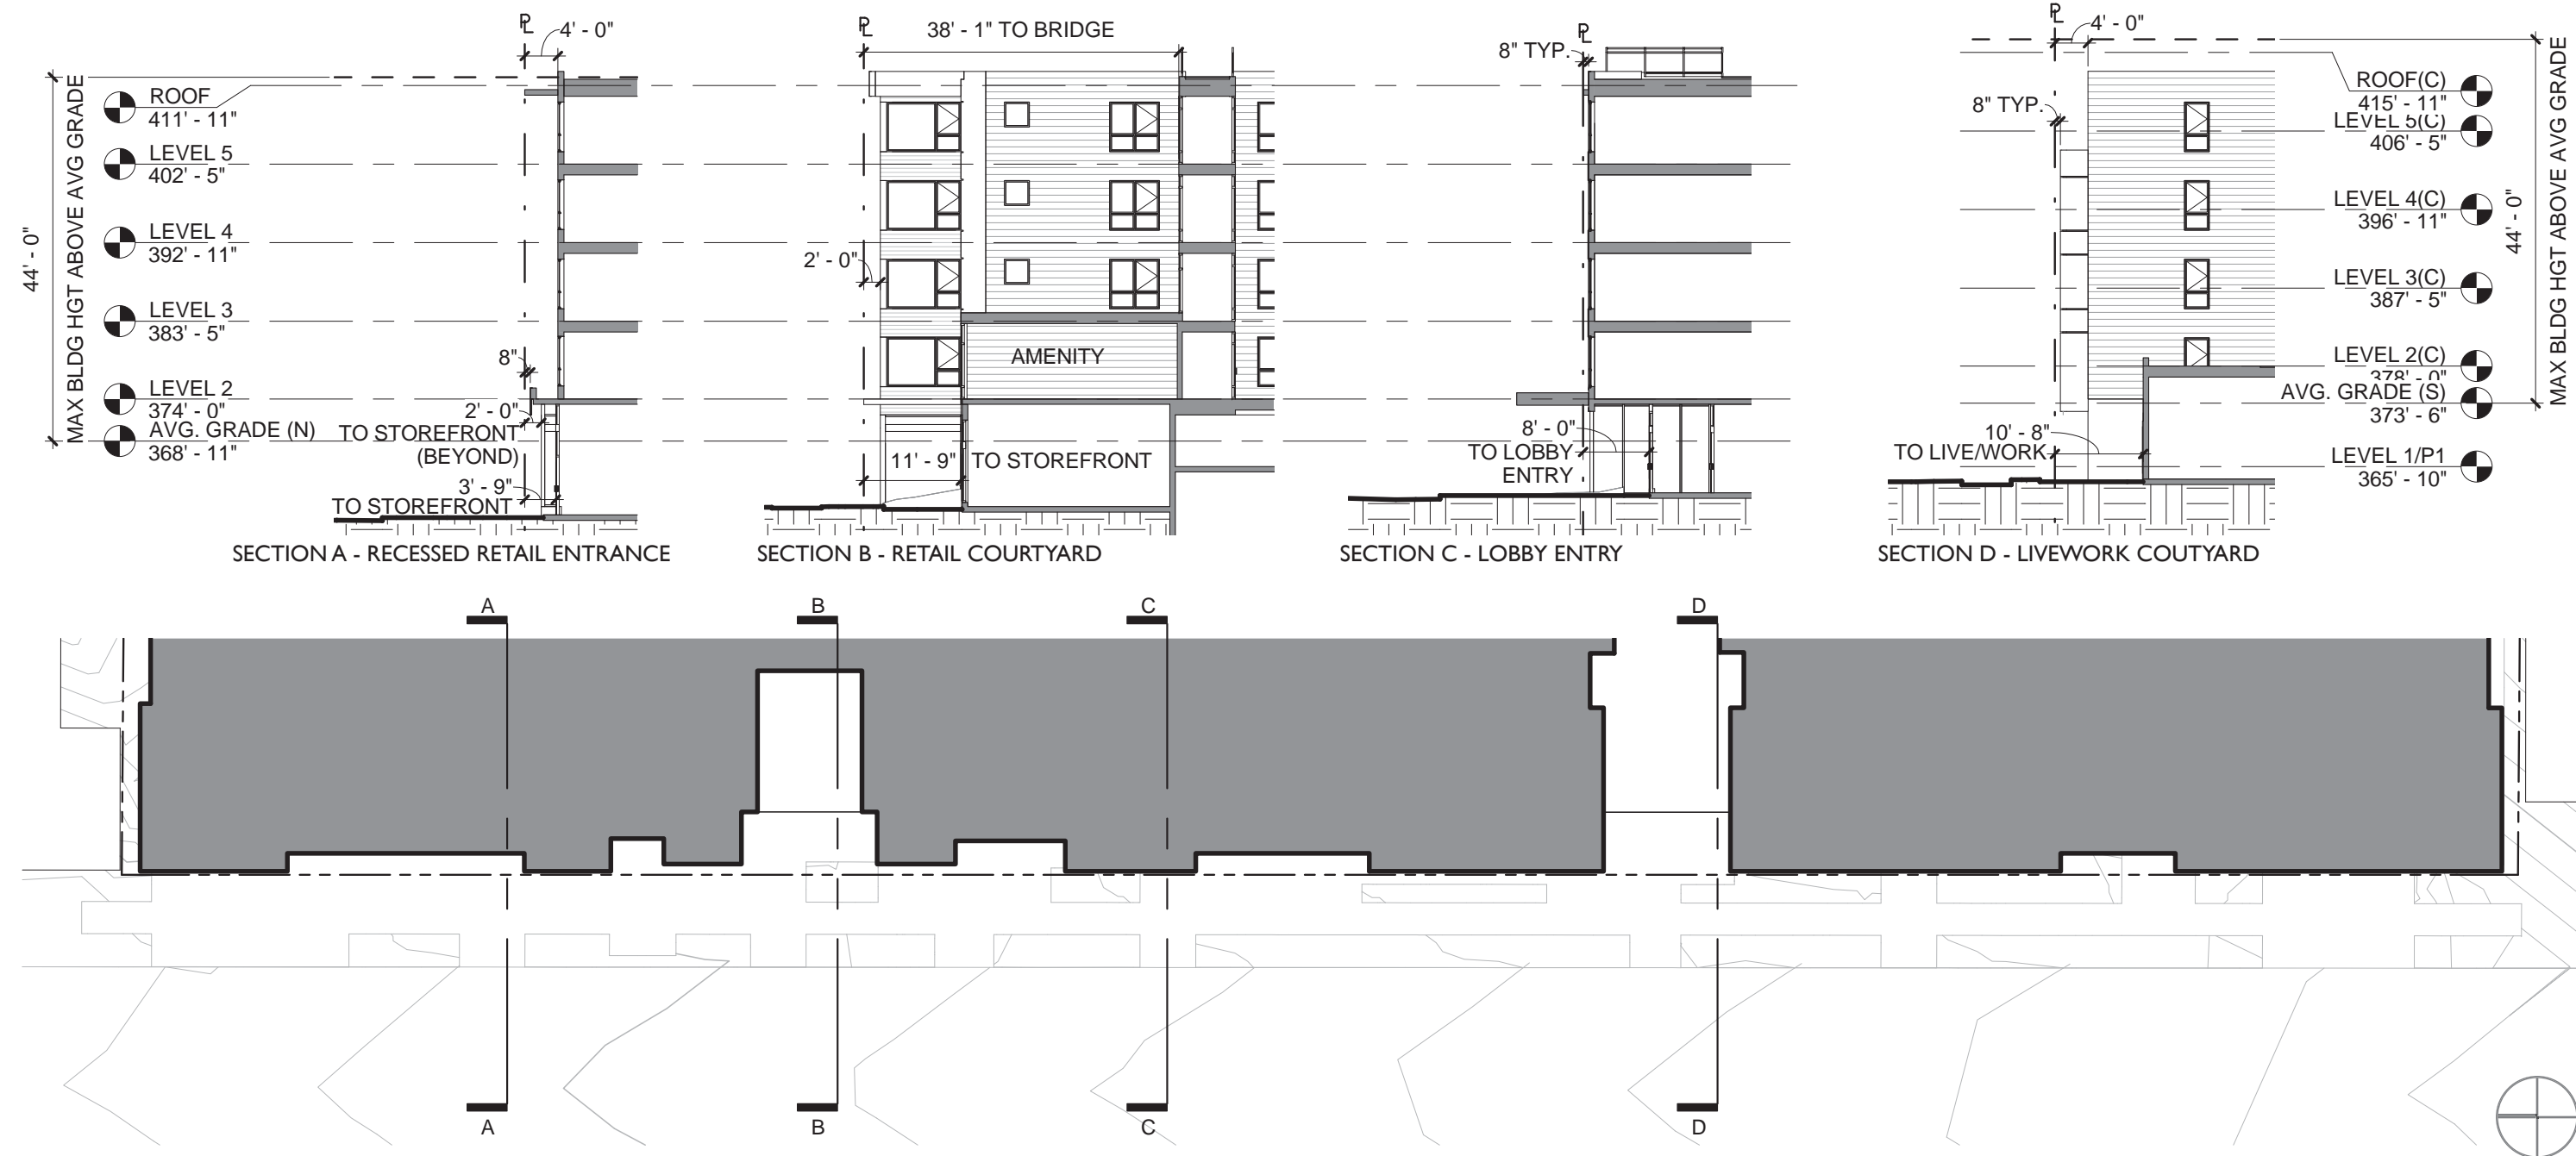 MAX BLDG HGT ABOVE AVG GRADE
44' - 0"
ROOF
411' - 11"
LEVEL 5
402' - 5"
LEVEL 4
392' - 11"
LEVEL 3
383' - 5"
LEVEL 2
374' - 0"
AVG. GRADE (N)
368' - 11"
PL
4' - 0"
8"
2' - 0"
TO STOREFRONT
(BEYOND)
3' - 9"
TO STOREFRONT
SECTION A - RECESSED RETAIL ENTRANCE
PL
38' - 1" TO BRIDGE
2' - 0"
AMENITY
11' - 9" TO STOREFRONT
SECTION B - RETAIL COURTYARD
PL
8" TYP.
8' - 0"
TO LOBBY
ENTRY
SECTION C - LOBBY ENTRY
PL
4' - 0"
8" TYP.
10' - 8"
TO LIVE/WORK
SECTION D - LIVEWORK COUTYARD
ROOF(C)
415' - 11"
LEVEL 5(C)
406' - 5"
LEVEL 4(C)
396' - 11"
LEVEL 3(C)
387' - 5"
LEVEL 2(C)
378' - 0"
AVG. GRADE (S)
373' - 6"
LEVEL 1/P1
365' - 10"
44' - 0"
MAX BLDG HGT ABOVE AVG GRADE
A
B
C
D
A
B
C
D